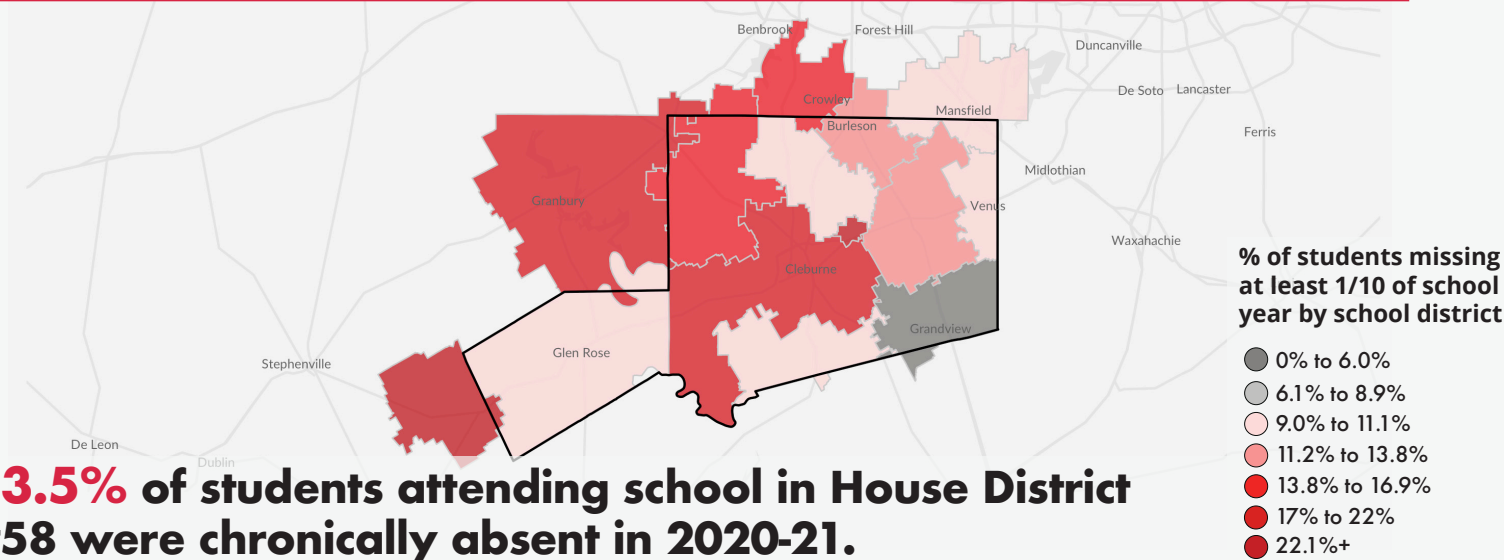 Benbrook
Forest Hill
Duncanville
De Soto
Lancaster
Crowley
Mansfield
Burleson
Ferris
Midlothian
Granbury
Venus
Waxahachie
Cleburne
Grandview
Glen Rose
Stephenville
De Leon
Dublin
% of students missing
at least 1/10 of school
year by school district
0% to 6.0%
6.1% to 8.9%
9.0% to 11.1%
11.2% to 13.8%
13.8% to 16.9%
17% to 22%
22.1%+
3.5% of students attending school in House District
58 were chronically absent in 2020-21.